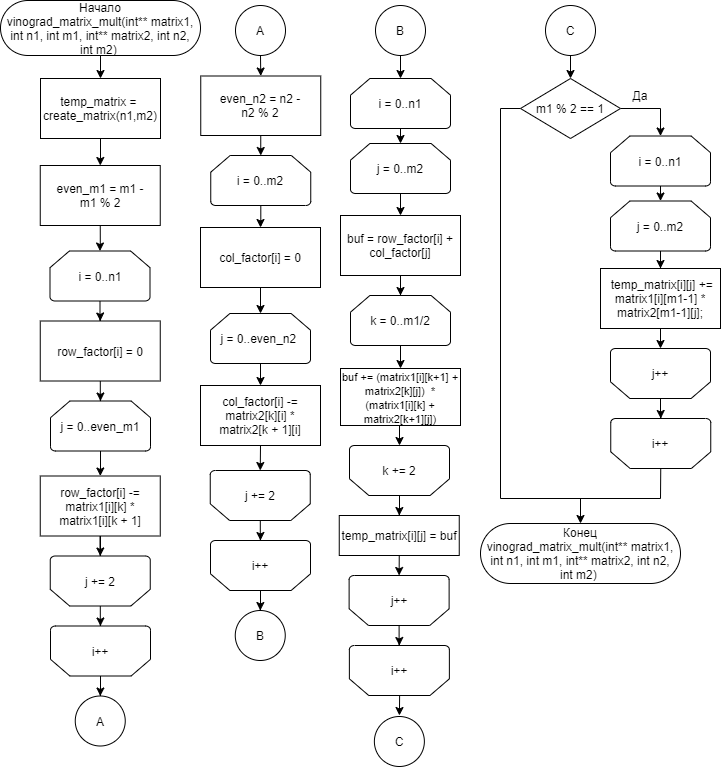 Начало
vinograd_matrix_mult(int** matrix1,
int n1, int m1, int** matrix2, int n2,
int m2)
temp_matrix =
create_matrix(n1,m2)
even_m1 = m1 -
m1 % 2
i = 0..n1
row_factor[i] = 0
j = 0..even_m1
row_factor[i] -=
matrix1[i][k] *
matrix1[i][k + 1]
j += 2
i++
A
A
even_n2 = n2 -
n2 % 2
i = 0..m2
col_factor[i] = 0
j = 0..even_n2
col_factor[i] -=
matrix2[k][i] *
matrix2[k + 1][i]
j += 2
i++
B
B
i = 0..n1
j = 0..m2
buf = row_factor[i] +
col_factor[j]
k = 0..m1/2
buf += (matrix1[i][k+1] +
matrix2[k][j]) *
(matrix1[i][k] +
matrix2[k+1][j])
k += 2
temp_matrix[i][j] = buf
j++
i++
C
C
m1 % 2 == 1
Да
i = 0..n1
j = 0..m2
temp_matrix[i][j] +=
matrix1[i][m1-1] *
matrix2[m1-1][j];
j++
i++
Конец
vinograd_matrix_mult(int** matrix1,
int n1, int m1, int** matrix2, int n2,
int m2)